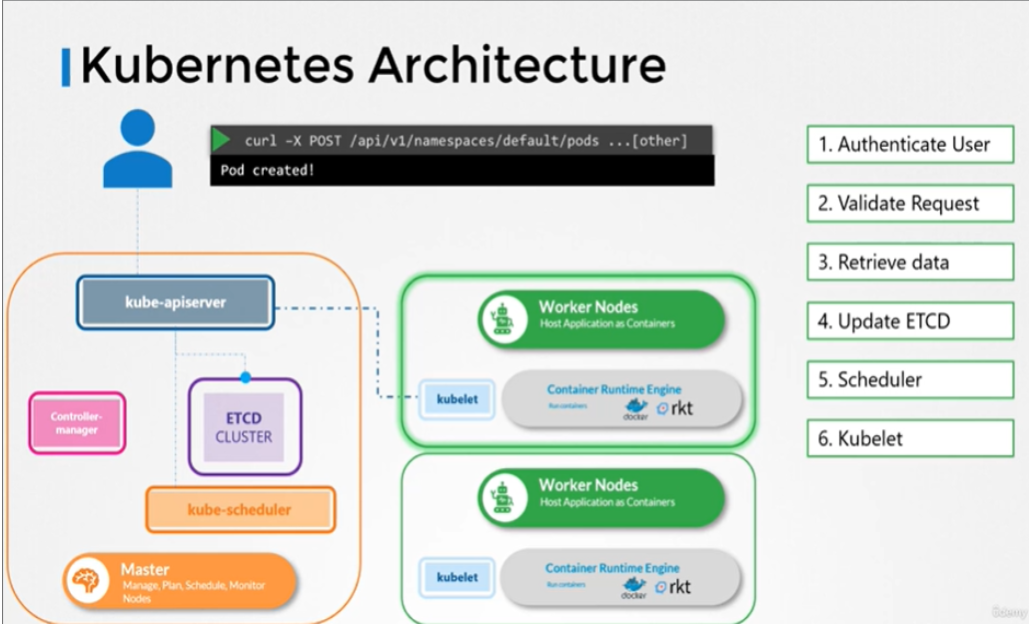 Kubernetes Architecture
curl -X POST /api/v1/namespaces/default/pods ...[other]
Pod created!
1. Authenticate User
2. Validate Request
3. Retrieve data
4. Update ETCD
5. Scheduler
6. Kubelet
kube-apiserver
Controller-
manager
ETCD
CLUSTER
kube-scheduler
Master
Manage, Plan, Schedule, Monitor
Nodes
Worker Nodes
Host Application as Containers
kubelet
Container Runtime Engine
Run containers
docker
rkt
Worker Nodes
Host Application as Containers
kubelet
Container Runtime Engine
Run containers
docker
rkt
ûdemy